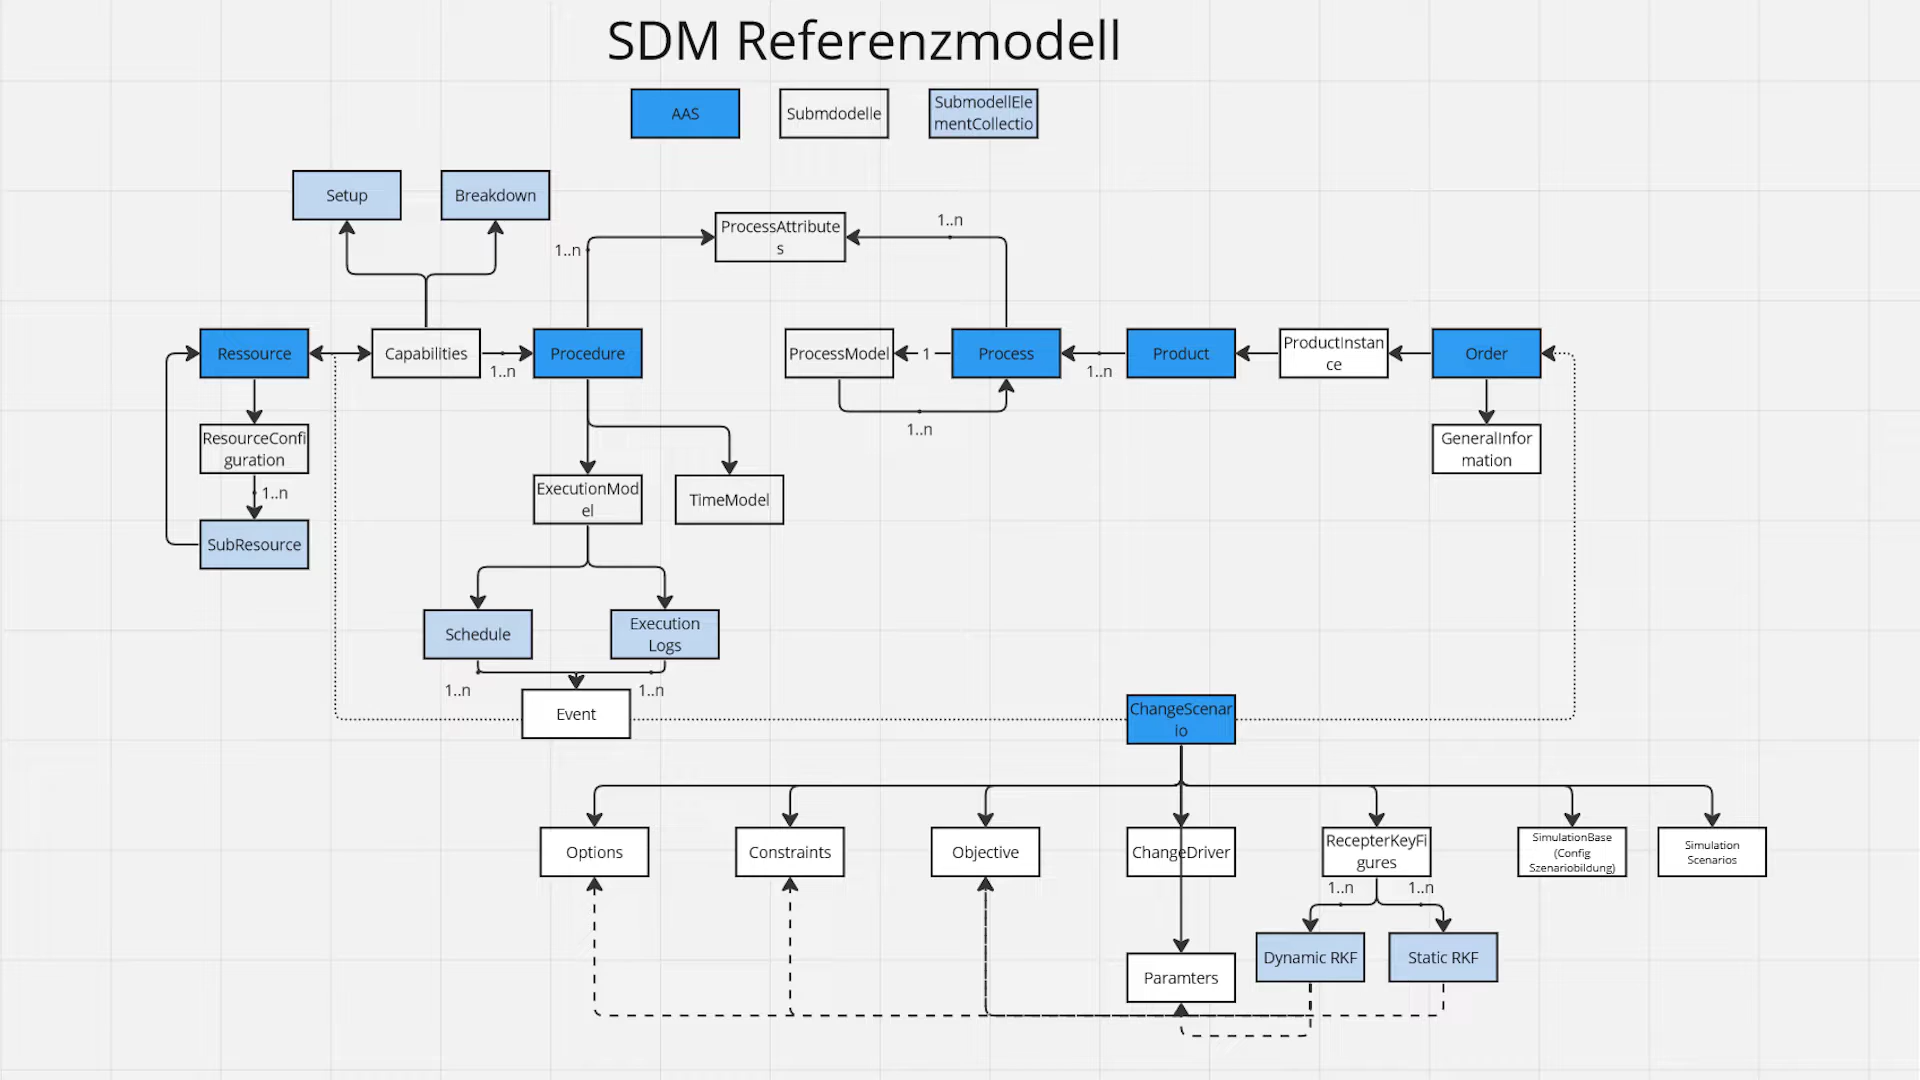 SDM Referenzmodell
AAS
Submdodelle
SubmodellEle
mentCollectio
Setup
Breakdown
ProcessAttribute
s
1..n
1..n
Ressource
Capabilities
1..n
Procedure
ProcessModel
1
Process
1..n
Product
ProductInstan
ce
Order
1..n
ResourceConfi
guration
1..n
SubResource
ExecutionMod
el
TimeModel
GeneralInfor
mation
Schedule
Execution
Logs
1..n
1..n
Event
ChangeScenar
io
Options
Constraints
Objective
ChangeDriver
RecepterKeyFi
gures
SimulationBase
(Config
Szenariobildung)
Simulation
Scenarios
1..n
1..n
Dynamic RKF
Static RKF
Paramters